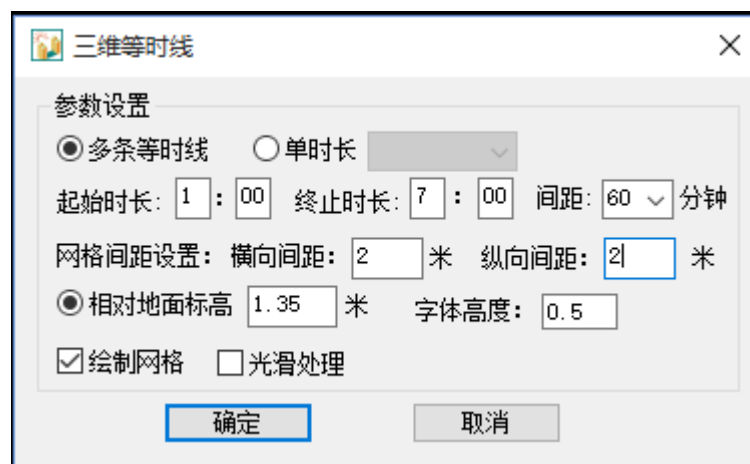 三维等时线
参数设置
多条等时线 单时长
起始时长: 1 : 00 终止时长: 7 : 00 间距: 60 分钟
网格间距设置: 横向间距: 2 米 纵向间距: 2 米
相对地面标高 1.35 米 字体高度: 0.5
绘制网格 光滑处理
确定 取消